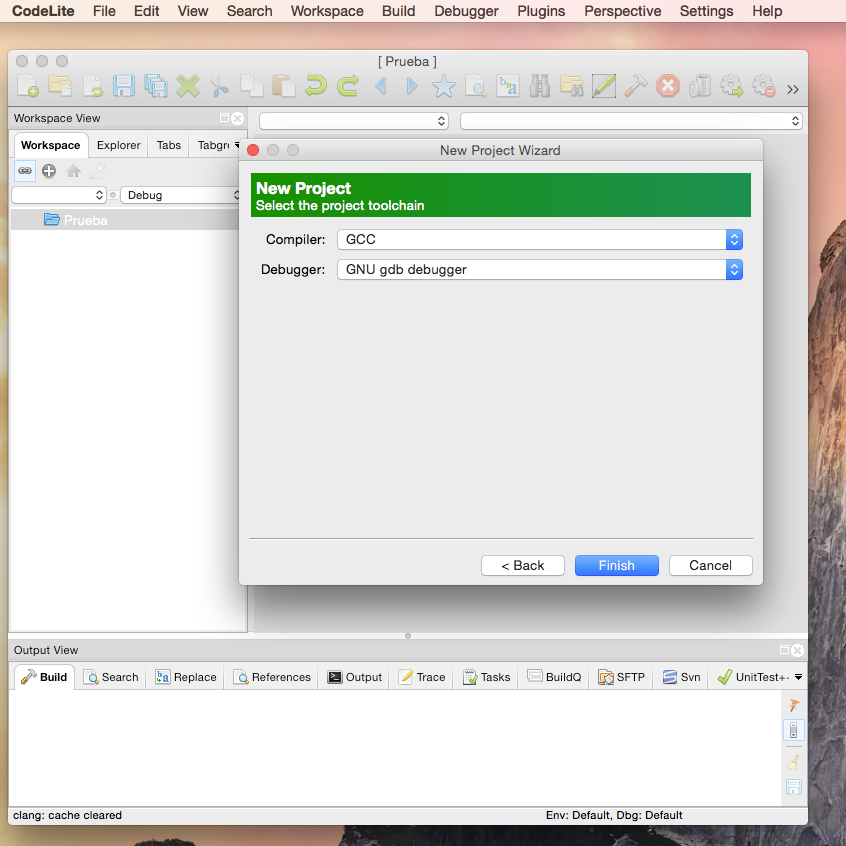 CodeLite File Edit View Search Workspace Build Debugger Plugins Perspective Settings Help
[ Prueba ]
Workspace View
Workspace Explorer Tabs Tabgr
New Project Wizard
Debug
Prueba
New Project
Select the project toolchain
Compiler: GCC
Debugger: GNU gdb debugger
< Back Finish Cancel
Output View
Build Search Replace References Output Trace Tasks BuildQ SFTP Svn UnitTest+-
clang: cache cleared Env: Default, Dbg: Default